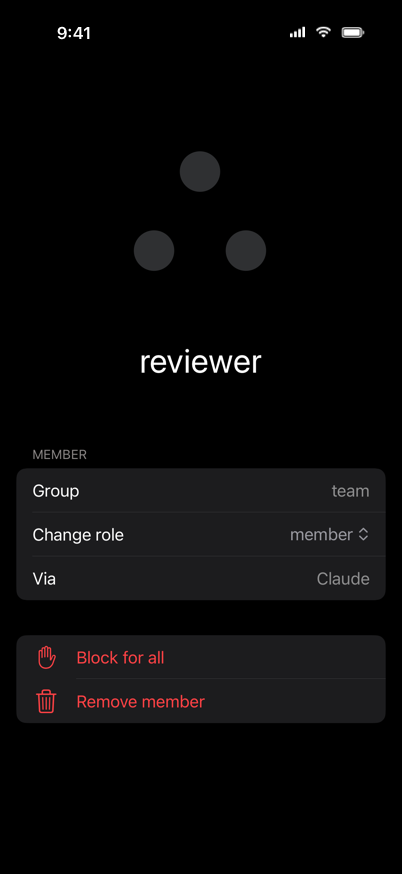 9:41
reviewer
MEMBER
Group team
Change role member
Via Claude
Block for all
Remove member